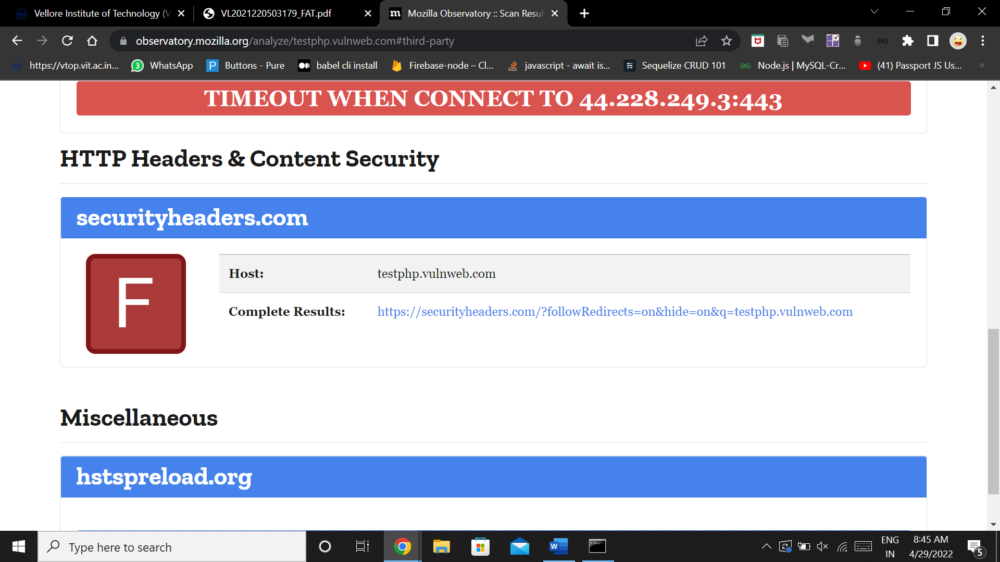 Vellore Institute of Technology (V
VL2021220503179_FAT.pdf
m Mozilla Observatory :: Scan Resul
observatory.mozilla.org/analyze/testphp.vulnweb.com#third-party
https://vtop.vit.ac.in...
3 WhatsApp
P Buttons - Pure
babel cli install
Firebase-node – Cl...
javascript - await is...
Sequelize CRUD 101
Node.js | MySQL-Cr...
(41) Passport JS Us...
TIMEOUT WHEN CONNECT TO 44.228.249.3:443
HTTP Headers & Content Security
securityheaders.com
F
Host: testphp.vulnweb.com
Complete Results: https://securityheaders.com/?followRedirects=on&hide=on&q=testphp.vulnweb.com
Miscellaneous
hstspreload.org
Type here to search
W
ENG
IN
8:45 AM
4/29/2022
5